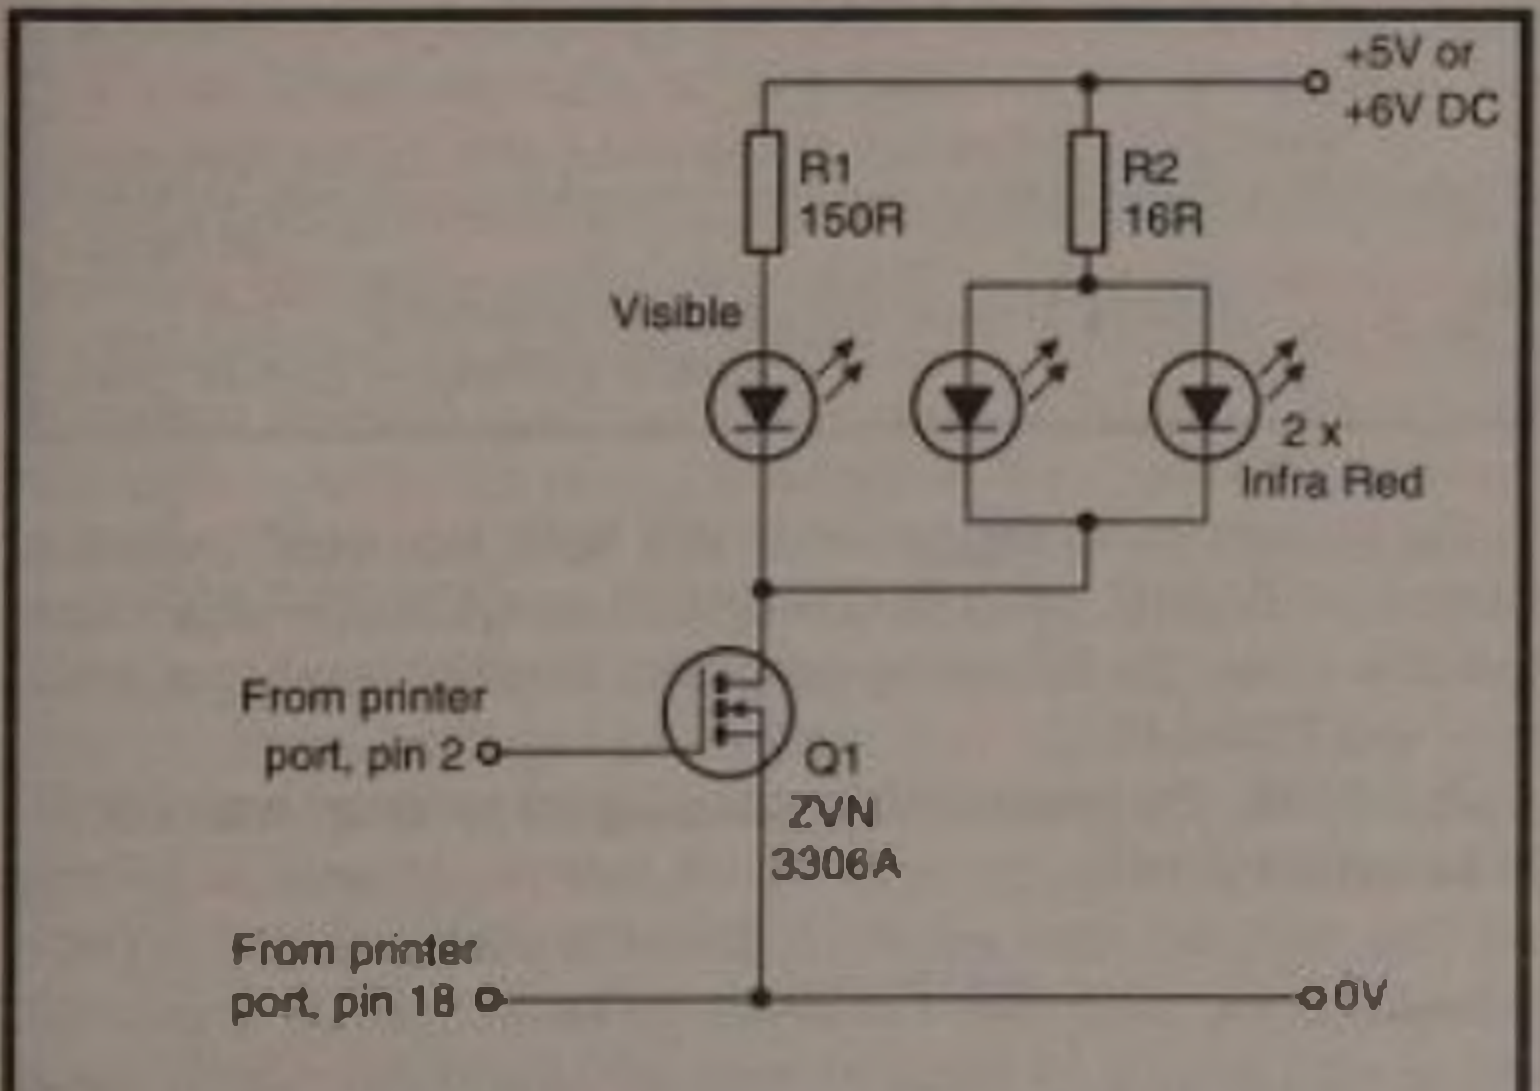 +5V or
+6V DC
R1
150R
R2
16R
Visible
2 x
Infra Red
From printer
port, pin 2
Q1
ZVN
3306A
From printer
port, pin 18
0V